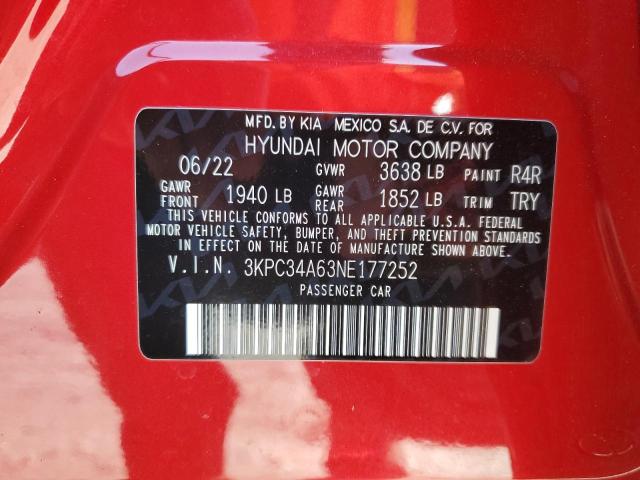 MFD. BY KIA MEXICO S.A. DE C.V. FOR
HYUNDAI MOTOR COMPANY
06/22 GVWR 3638 LB PAINT R4R
GAWR FRONT 1940 LB GAWR REAR 1852 LB TRIM TRY
THIS VEHICLE CONFORMS TO ALL APPLICABLE U.S.A. FEDERAL
MOTOR VEHICLE SAFETY, BUMPER, AND THEFT PREVENTION STANDARDS
IN EFFECT ON THE DATE OF MANUFACTURE SHOWN ABOVE.
V.I.N. 3KPC34A63NE177252
PASSENGER CAR